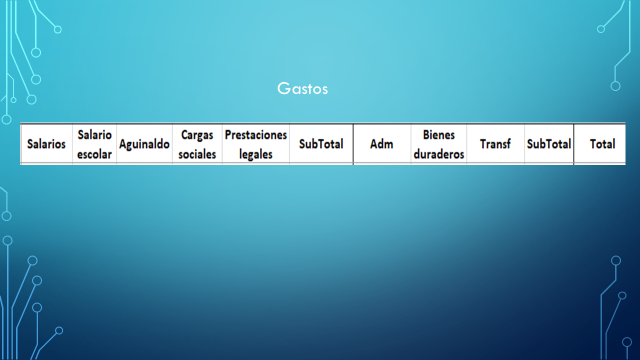 Gastos
Salarios Salario escolar Aguinaldo Cargas sociales Prestaciones legales SubTotal Adm Bienes duraderos Transf SubTotal Total